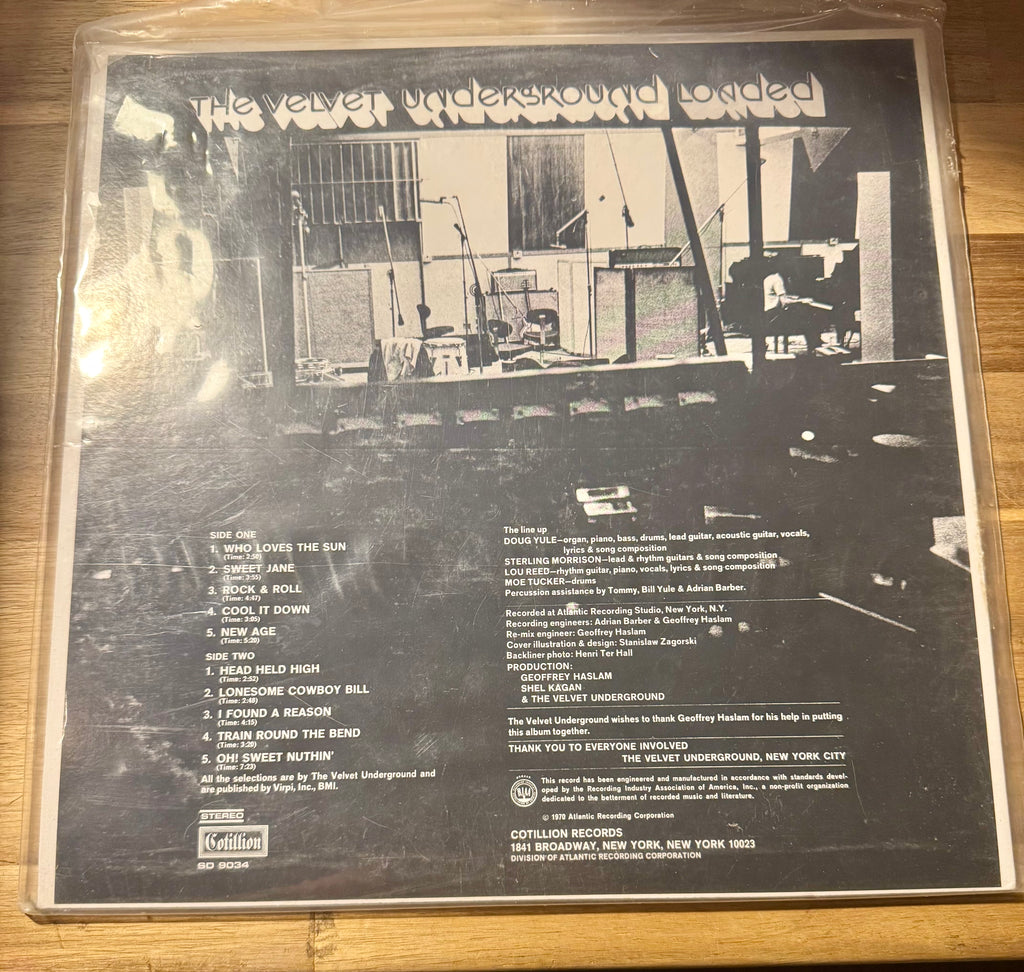 THE VELVET UNDERGROUND LOADED
SIDE ONE
1. WHO LOVES THE SUN
(Time: 2:50)
2. SWEET JANE
(Time: 3:55)
3. ROCK & ROLL
(Time: 4:47)
4. COOL IT DOWN
(Time: 3:05)
5. NEW AGE
(Time: 5:20)
SIDE TWO
1. HEAD HELD HIGH
(Time: 2:52)
2. LONESOME COWBOY BILL
(Time: 2:48)
3. I FOUND A REASON
(Time: 4:15)
4. TRAIN ROUND THE BEND
(Time: 3:20)
5. OH! SWEET NUTHIN'
(Time: 7:23)
All the selections are by The Velvet Underground and
are published by Virpi, Inc., BMI.
STEREO
Cotillion
SD 9034
The line up
DOUG YULE—organ, piano, bass, drums, lead guitar, acoustic guitar, vocals,
lyrics & song composition
STERLING MORRISON—lead & rhythm guitars & song composition
LOU REED—rhythm guitar, piano, vocals, lyrics & song composition
MOE TUCKER—drums
Percussion assistance by Tommy, Bill Yule & Adrian Barber.
Recorded at Atlantic Recording Studio, New York, N.Y.
Recording engineers: Adrian Barber & Geoffrey Haslam
Re-mix engineer: Geoffrey Haslam
Cover illustration & design: Stanislaw Zagorski
Backliner photo: Henri Ter Hall
PRODUCTION:
GEOFFREY HASLAM
SHEL KAGAN
& THE VELVET UNDERGROUND
The Velvet Underground wishes to thank Geoffrey Haslam for his help in putting
this album together.
THANK YOU TO EVERYONE INVOLVED
THE VELVET UNDERGROUND, NEW YORK CITY
This record has been engineered and manufactured in accordance with standards devel-
oped by the Recording Industry Association of America, Inc., a non-profit organization
dedicated to the betterment of recorded music and literature.
© 1970 Atlantic Recording Corporation
COTILLION RECORDS
1841 BROADWAY, NEW YORK, NEW YORK 10023
DIVISION OF ATLANTIC RECORDING CORPORATION